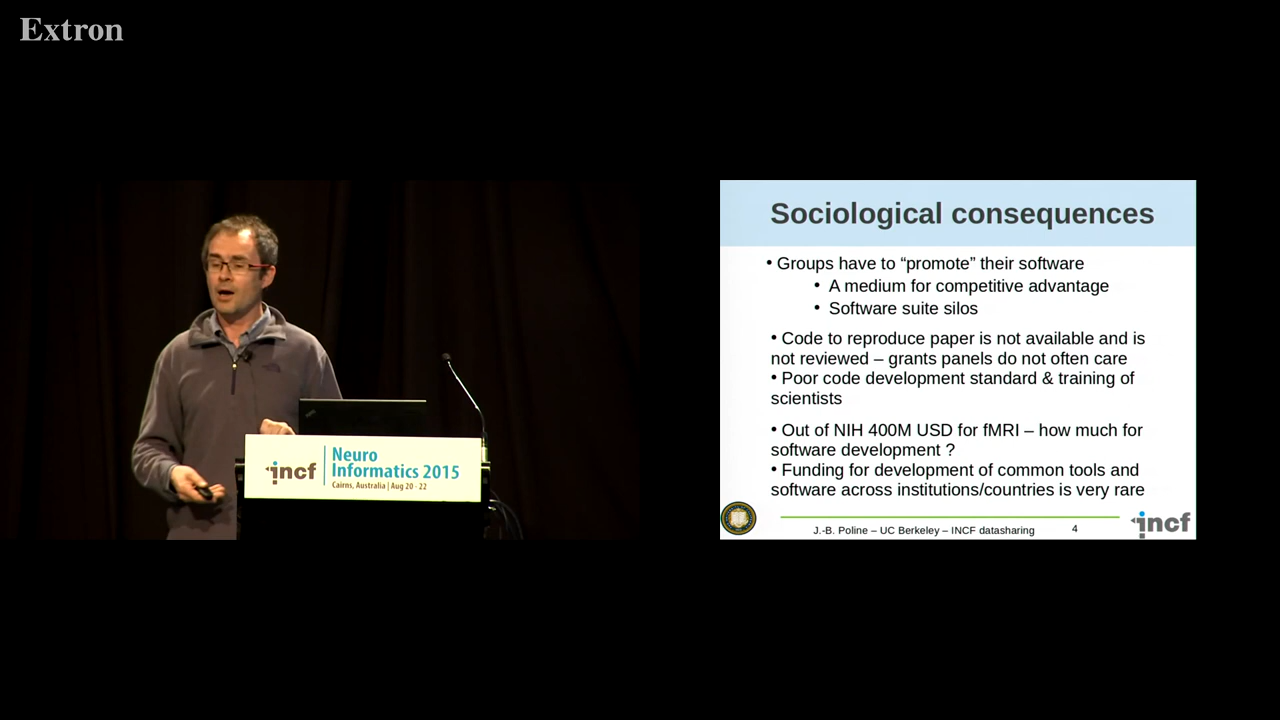 Extron
Sociological consequences
• Groups have to “promote” their software
• A medium for competitive advantage
• Software suite silos
• Code to reproduce paper is not available and is
not reviewed – grants panels do not often care
• Poor code development standard & training of
scientists
• Out of NIH 400M USD for fMRI – how much for
software development ?
• Funding for development of common tools and
software across institutions/countries is very rare
J.-B. Poline – UC Berkeley – INCF datasharing
4
incf
incf
Neuro
Informatics 2015
Cairns, Australia | Aug 20 - 22